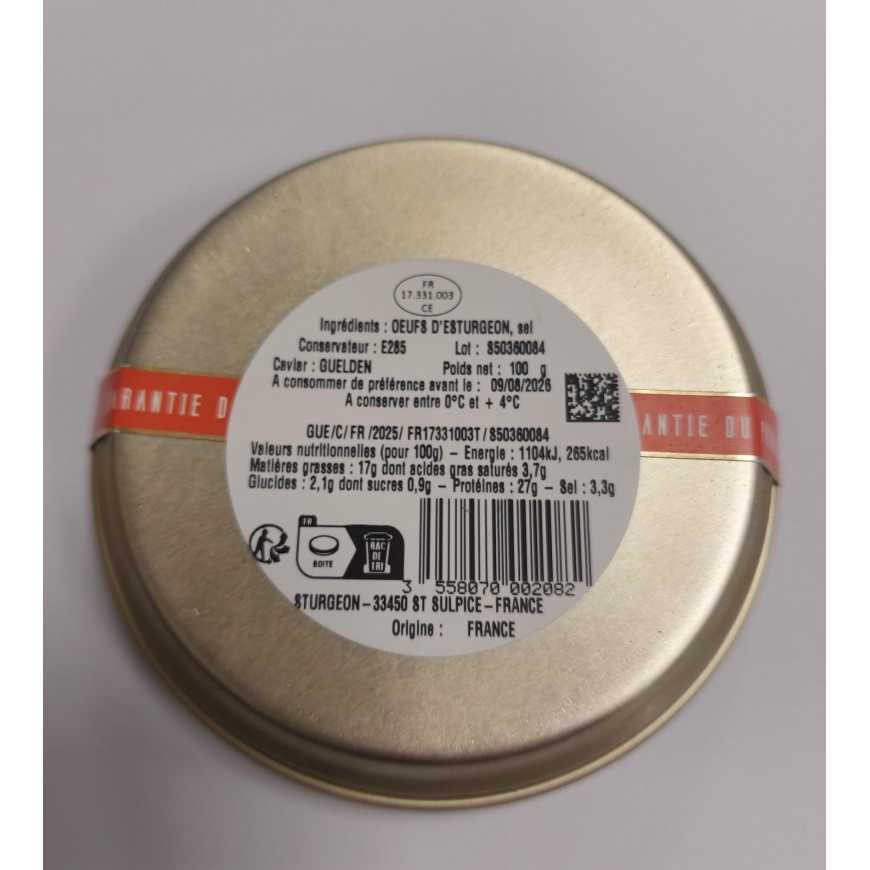 FR
17.331.003
CE
Ingrédients : OEUFS D'ESTURGEON, sel
Conservateur : E285 Lot : 850360084
Caviar : GUELDEN Poids net : 100 g
A consommer de préférence avant le : 09/08/2026
A conserver entre 0°C et + 4°C
ARANTIE D
ANTIE DU
GUE/C/ FR /2025/ FR17331003T / 850360084
Valeurs nutritionnelles (pour 100g) – Energie : 1104kJ, 265kcal
Matières grasses : 17g dont acides gras saturés 3,7g
Glucides : 2,1g dont sucres 0,9g – Protéines : 27g – Sel : 3,3g
FR
BOITE
BAC
DE
TRI
3 558070 002082
STURGEON – 33450 ST SULPICE – FRANCE
Origine : FRANCE